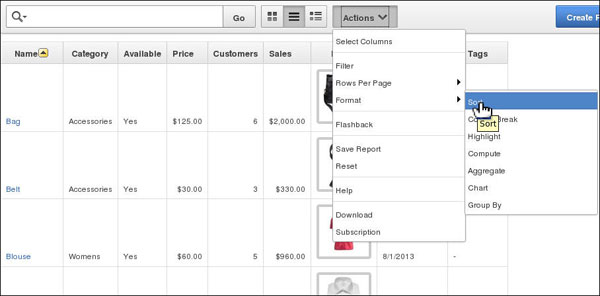 Go Actions Create
Select Columns
Name Category Available Price Customers Sales Tags
Filter
Rows Per Page
Format Sort
Bag Accessories Yes $125.00 6 $2,000.00 Flashback Break
Sort
Highlight
Save Report Compute
Reset Aggregate
Belt Accessories Yes $30.00 3 $330.00 Help Chart
Group By
Download
Subscription
Blouse Womens Yes $60.00 5 $960.00 8/1/2013 -